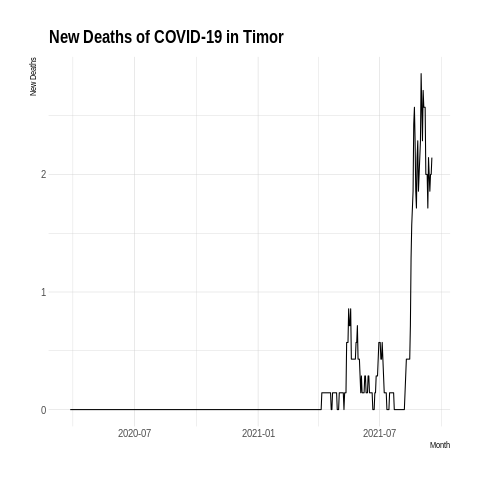 New Deaths of COVID-19 in Timor
New Deaths
2
1
0
2020-07
2021-01
2021-07
Month